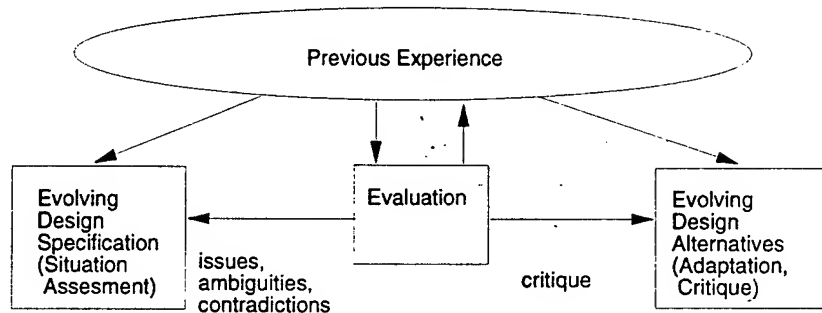 Previous Experience
Evolving
Design
Specification
(Situation
Assesment)
issues,
ambiguities,
contradictions
Evaluation
critique
Evolving
Design
Alternatives
(Adaptation,
Critique)